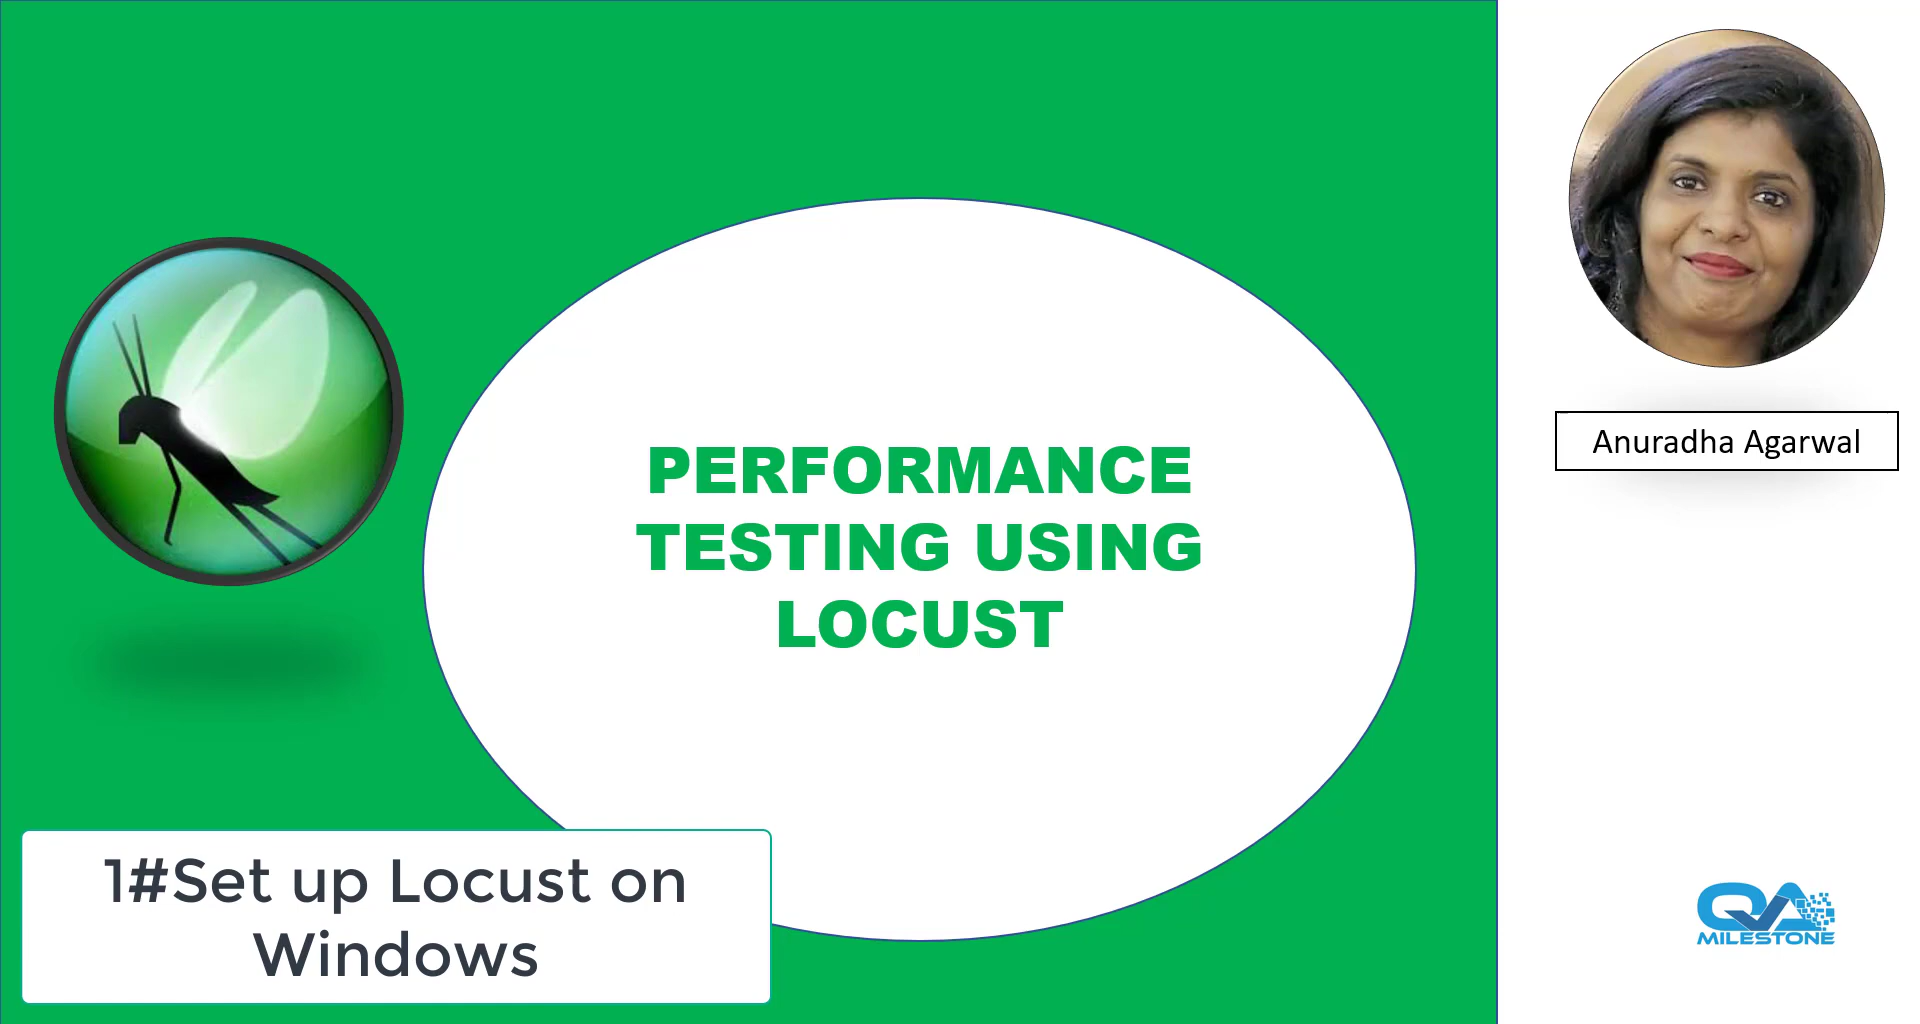 PERFORMANCE
TESTING USING
LOCUST
1#Set up Locust on
Windows
Anuradha Agarwal
QA
MILESTONE